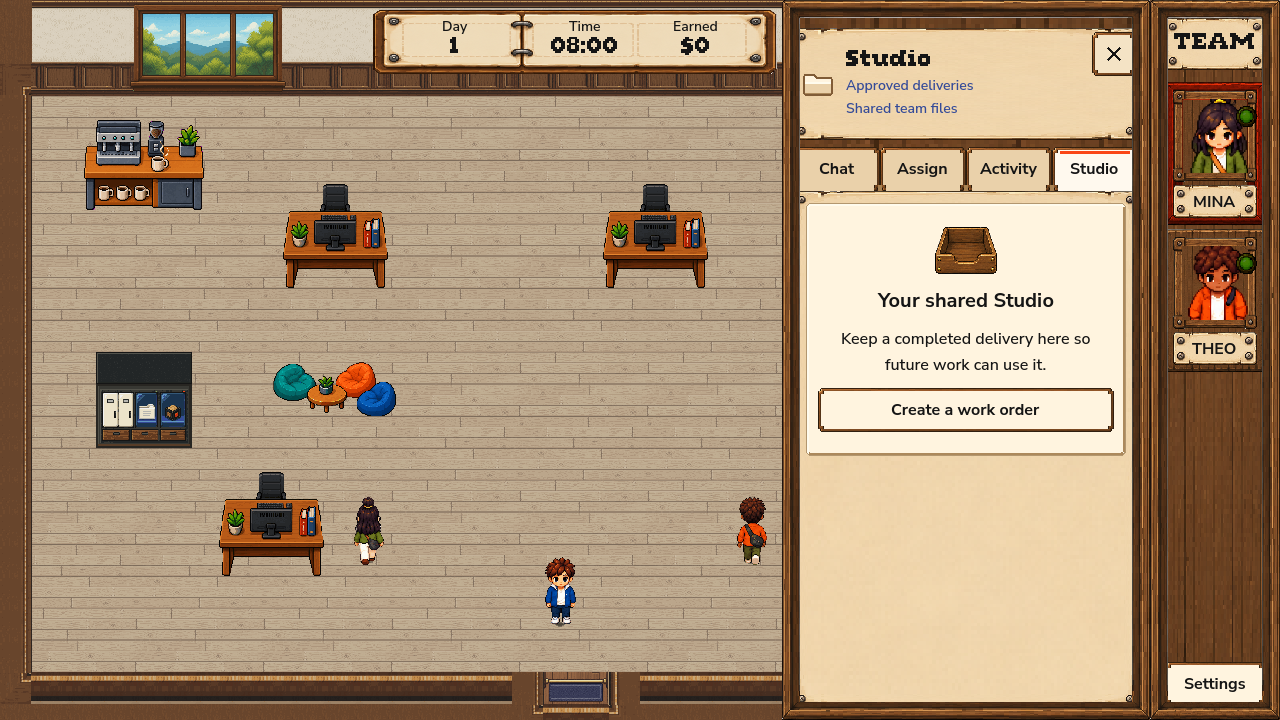 Day
1
Time
08:00
Earned
$0
Studio
Approved deliveries
Shared team files
Chat
Assign
Activity
Studio
Your shared Studio
Keep a completed delivery here so
future work can use it.
Create a work order
TEAM
MINA
THEO
Settings